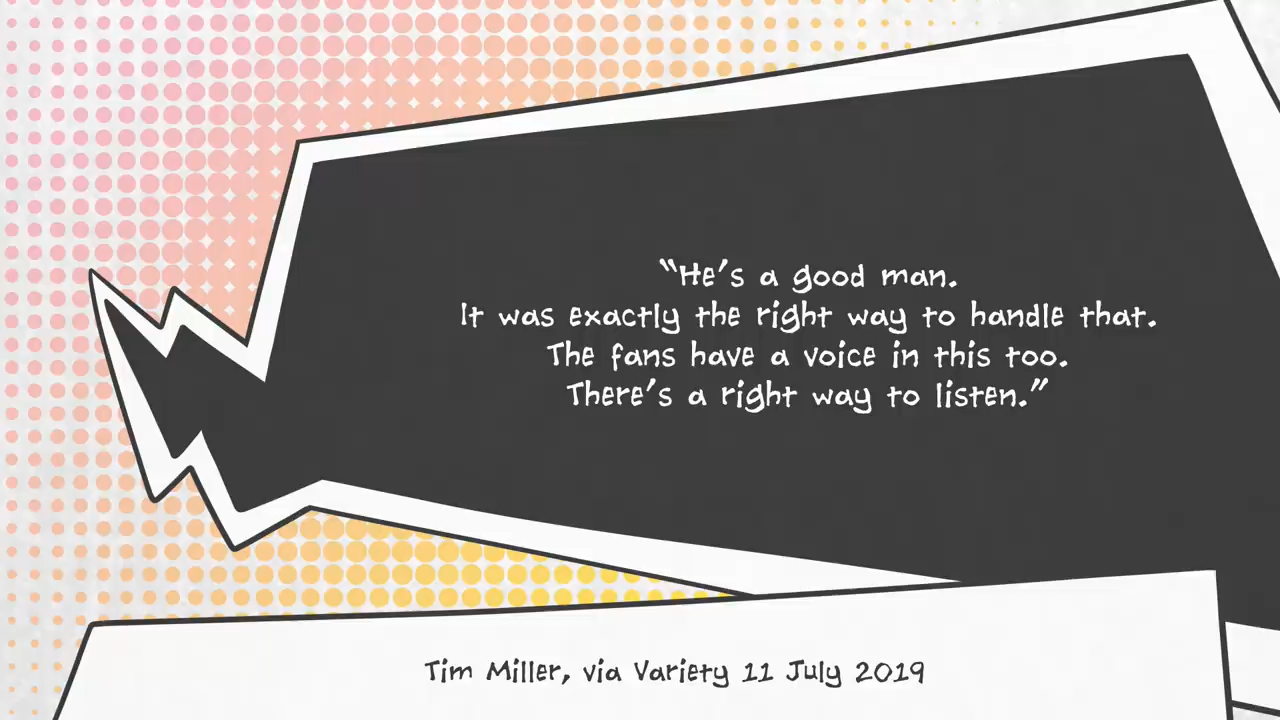 “He's a good man.
It was exactly the right way to handle that.
The fans have a voice in this too.
There's a right way to listen.”
Tim Miller, via Variety 11 July 2019